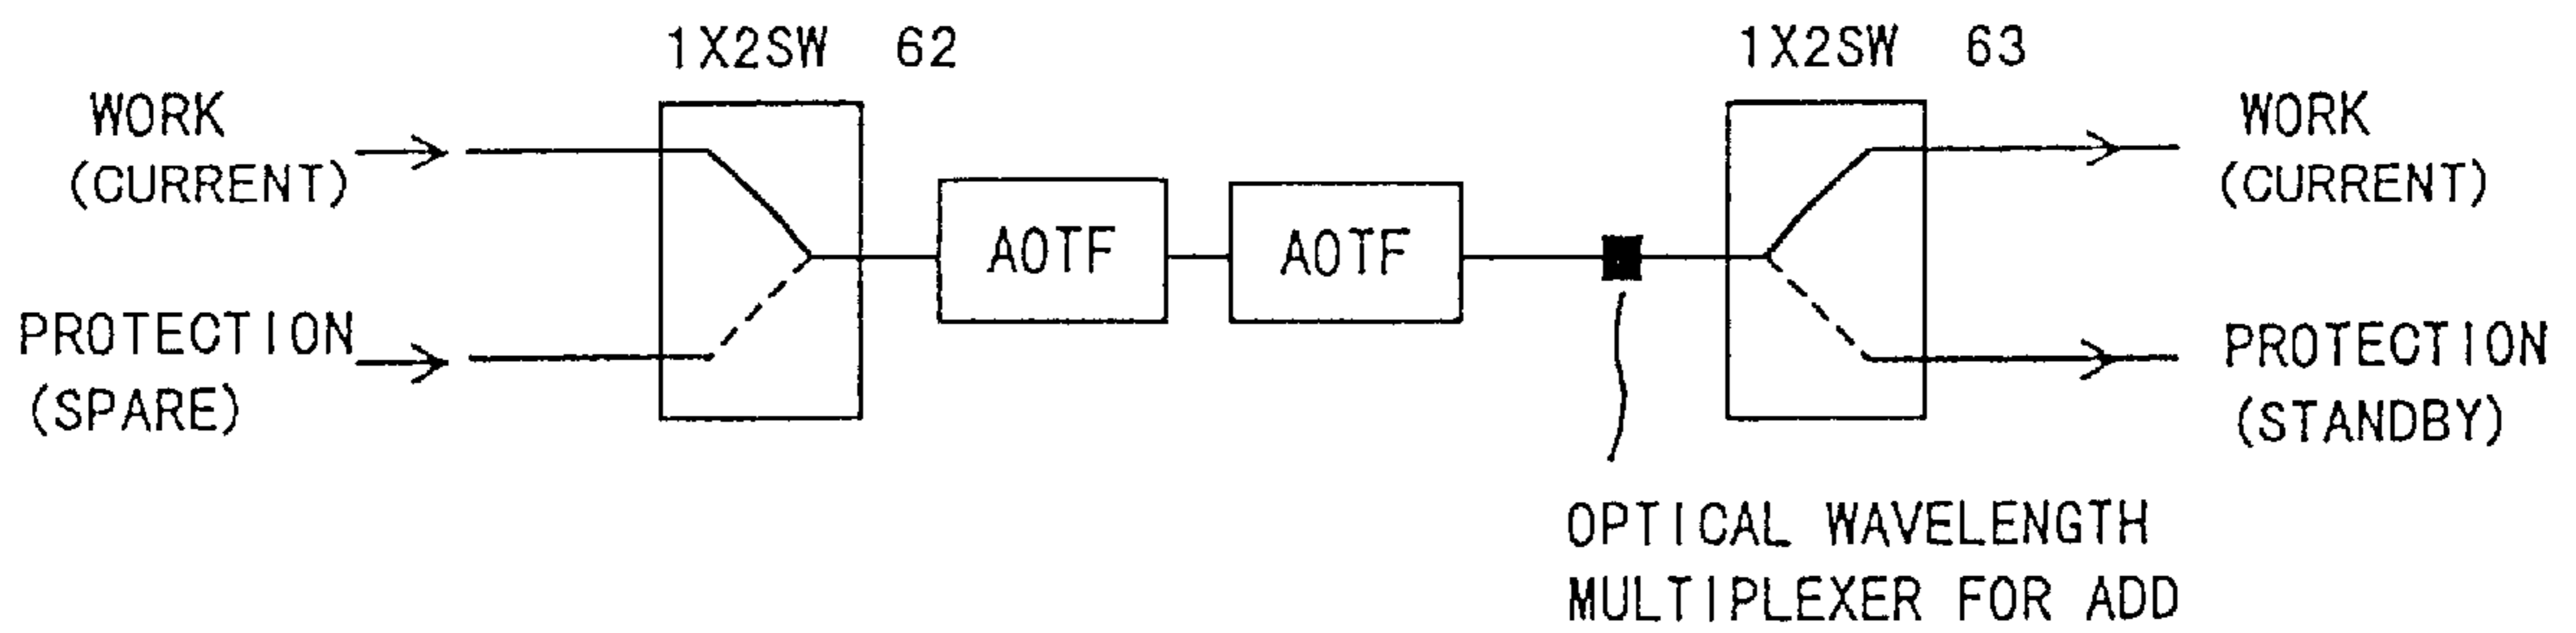 1X2SW 62
1X2SW 63
WORK
(CURRENT)
PROTECTION
(SPARE)
AOTF
AOTF
WORK
(CURRENT)
PROTECTION
(STANDBY)
OPTICAL WAVELENGTH
MULTIPLEXER FOR ADD